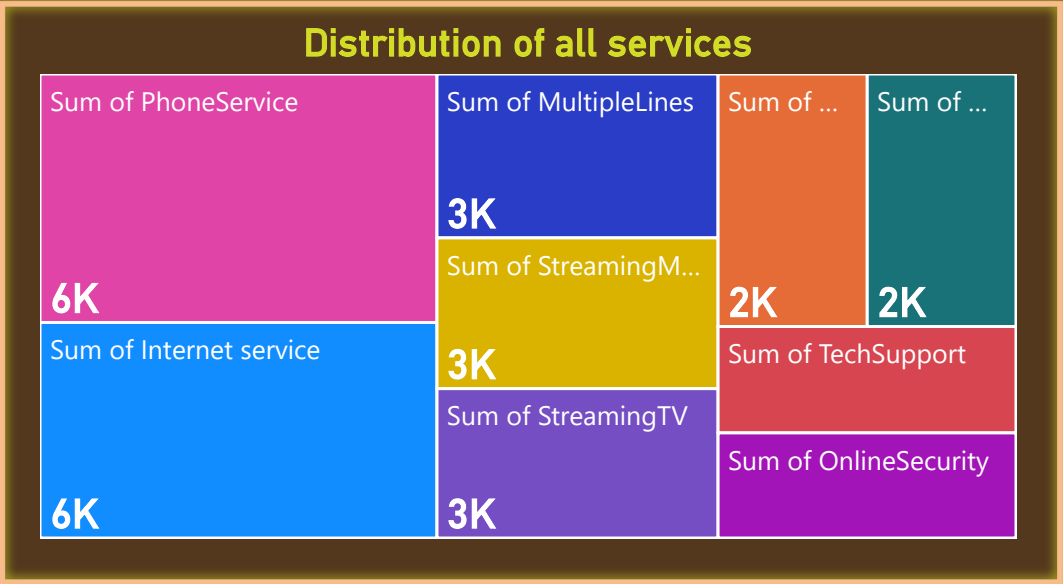 Distribution of all services
Sum of PhoneService
6K
Sum of Internet service
6K
Sum of MultipleLines
3K
Sum of StreamingM...
3K
Sum of StreamingTV
3K
Sum of ...
2K
Sum of ...
2K
Sum of TechSupport
Sum of OnlineSecurity